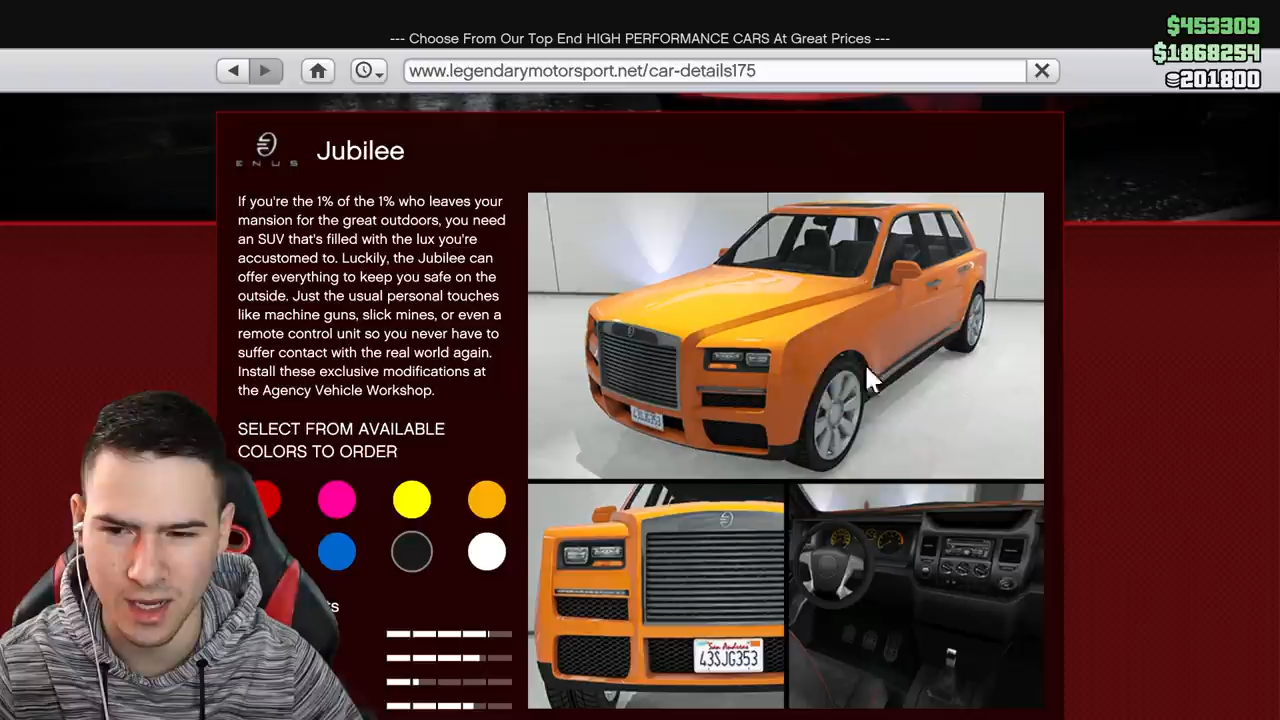 $453309
--- Choose From Our Top End HIGH PERFORMANCE CARS At Great Prices ---
$1868254
www.legendarymotorsport.net/car-details175
201800
ENUS
Jubilee
If you're the 1% of the 1% who leaves your
mansion for the great outdoors, you need
an SUV that's filled with the lux you're
accustomed to. Luckily, the Jubilee can
offer everything to keep you safe on the
outside. Just the usual personal touches
like machine guns, slick mines, or even a
remote control unit so you never have to
suffer contact with the real world again.
Install these exclusive modifications at
the Agency Vehicle Workshop.
SELECT FROM AVAILABLE
COLORS TO ORDER
San Andreas
43SJG353